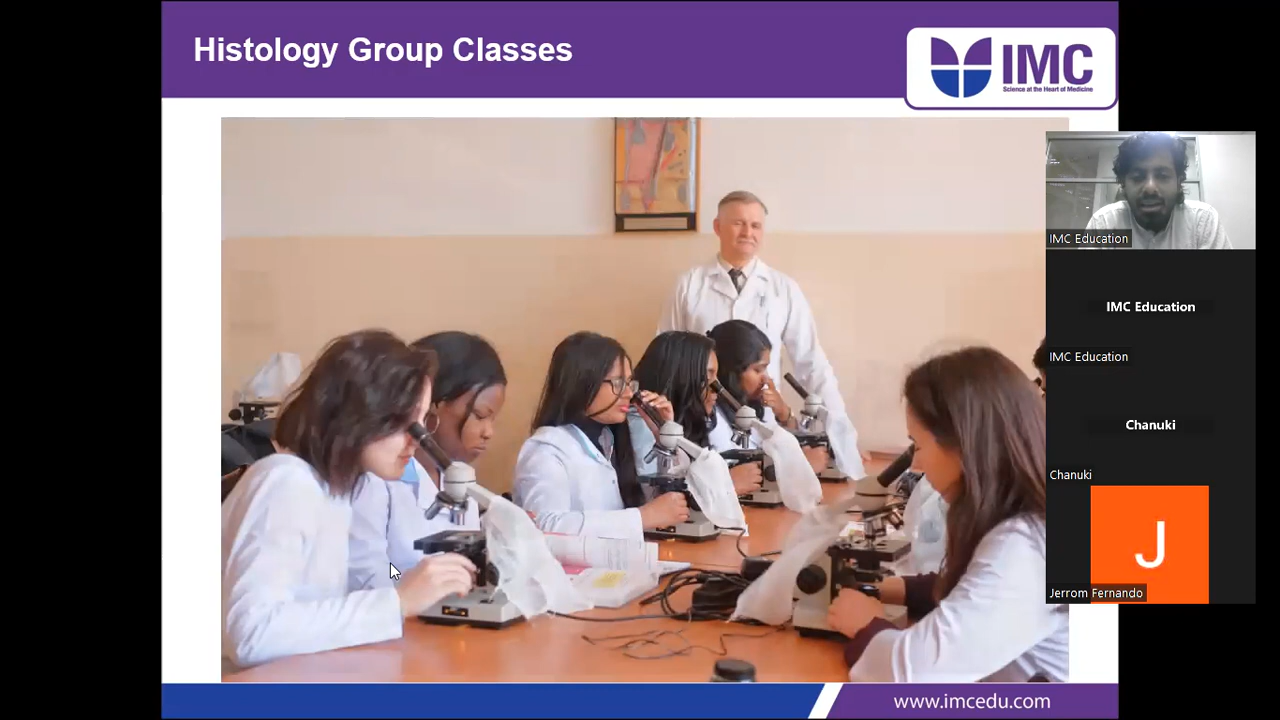 Histology Group Classes
IMC
Science at the Heart of Medicine
IMC Education
IMC Education
IMC Education
Chanuki
Chanuki
J
Jerrom Fernando
www.imcedu.com